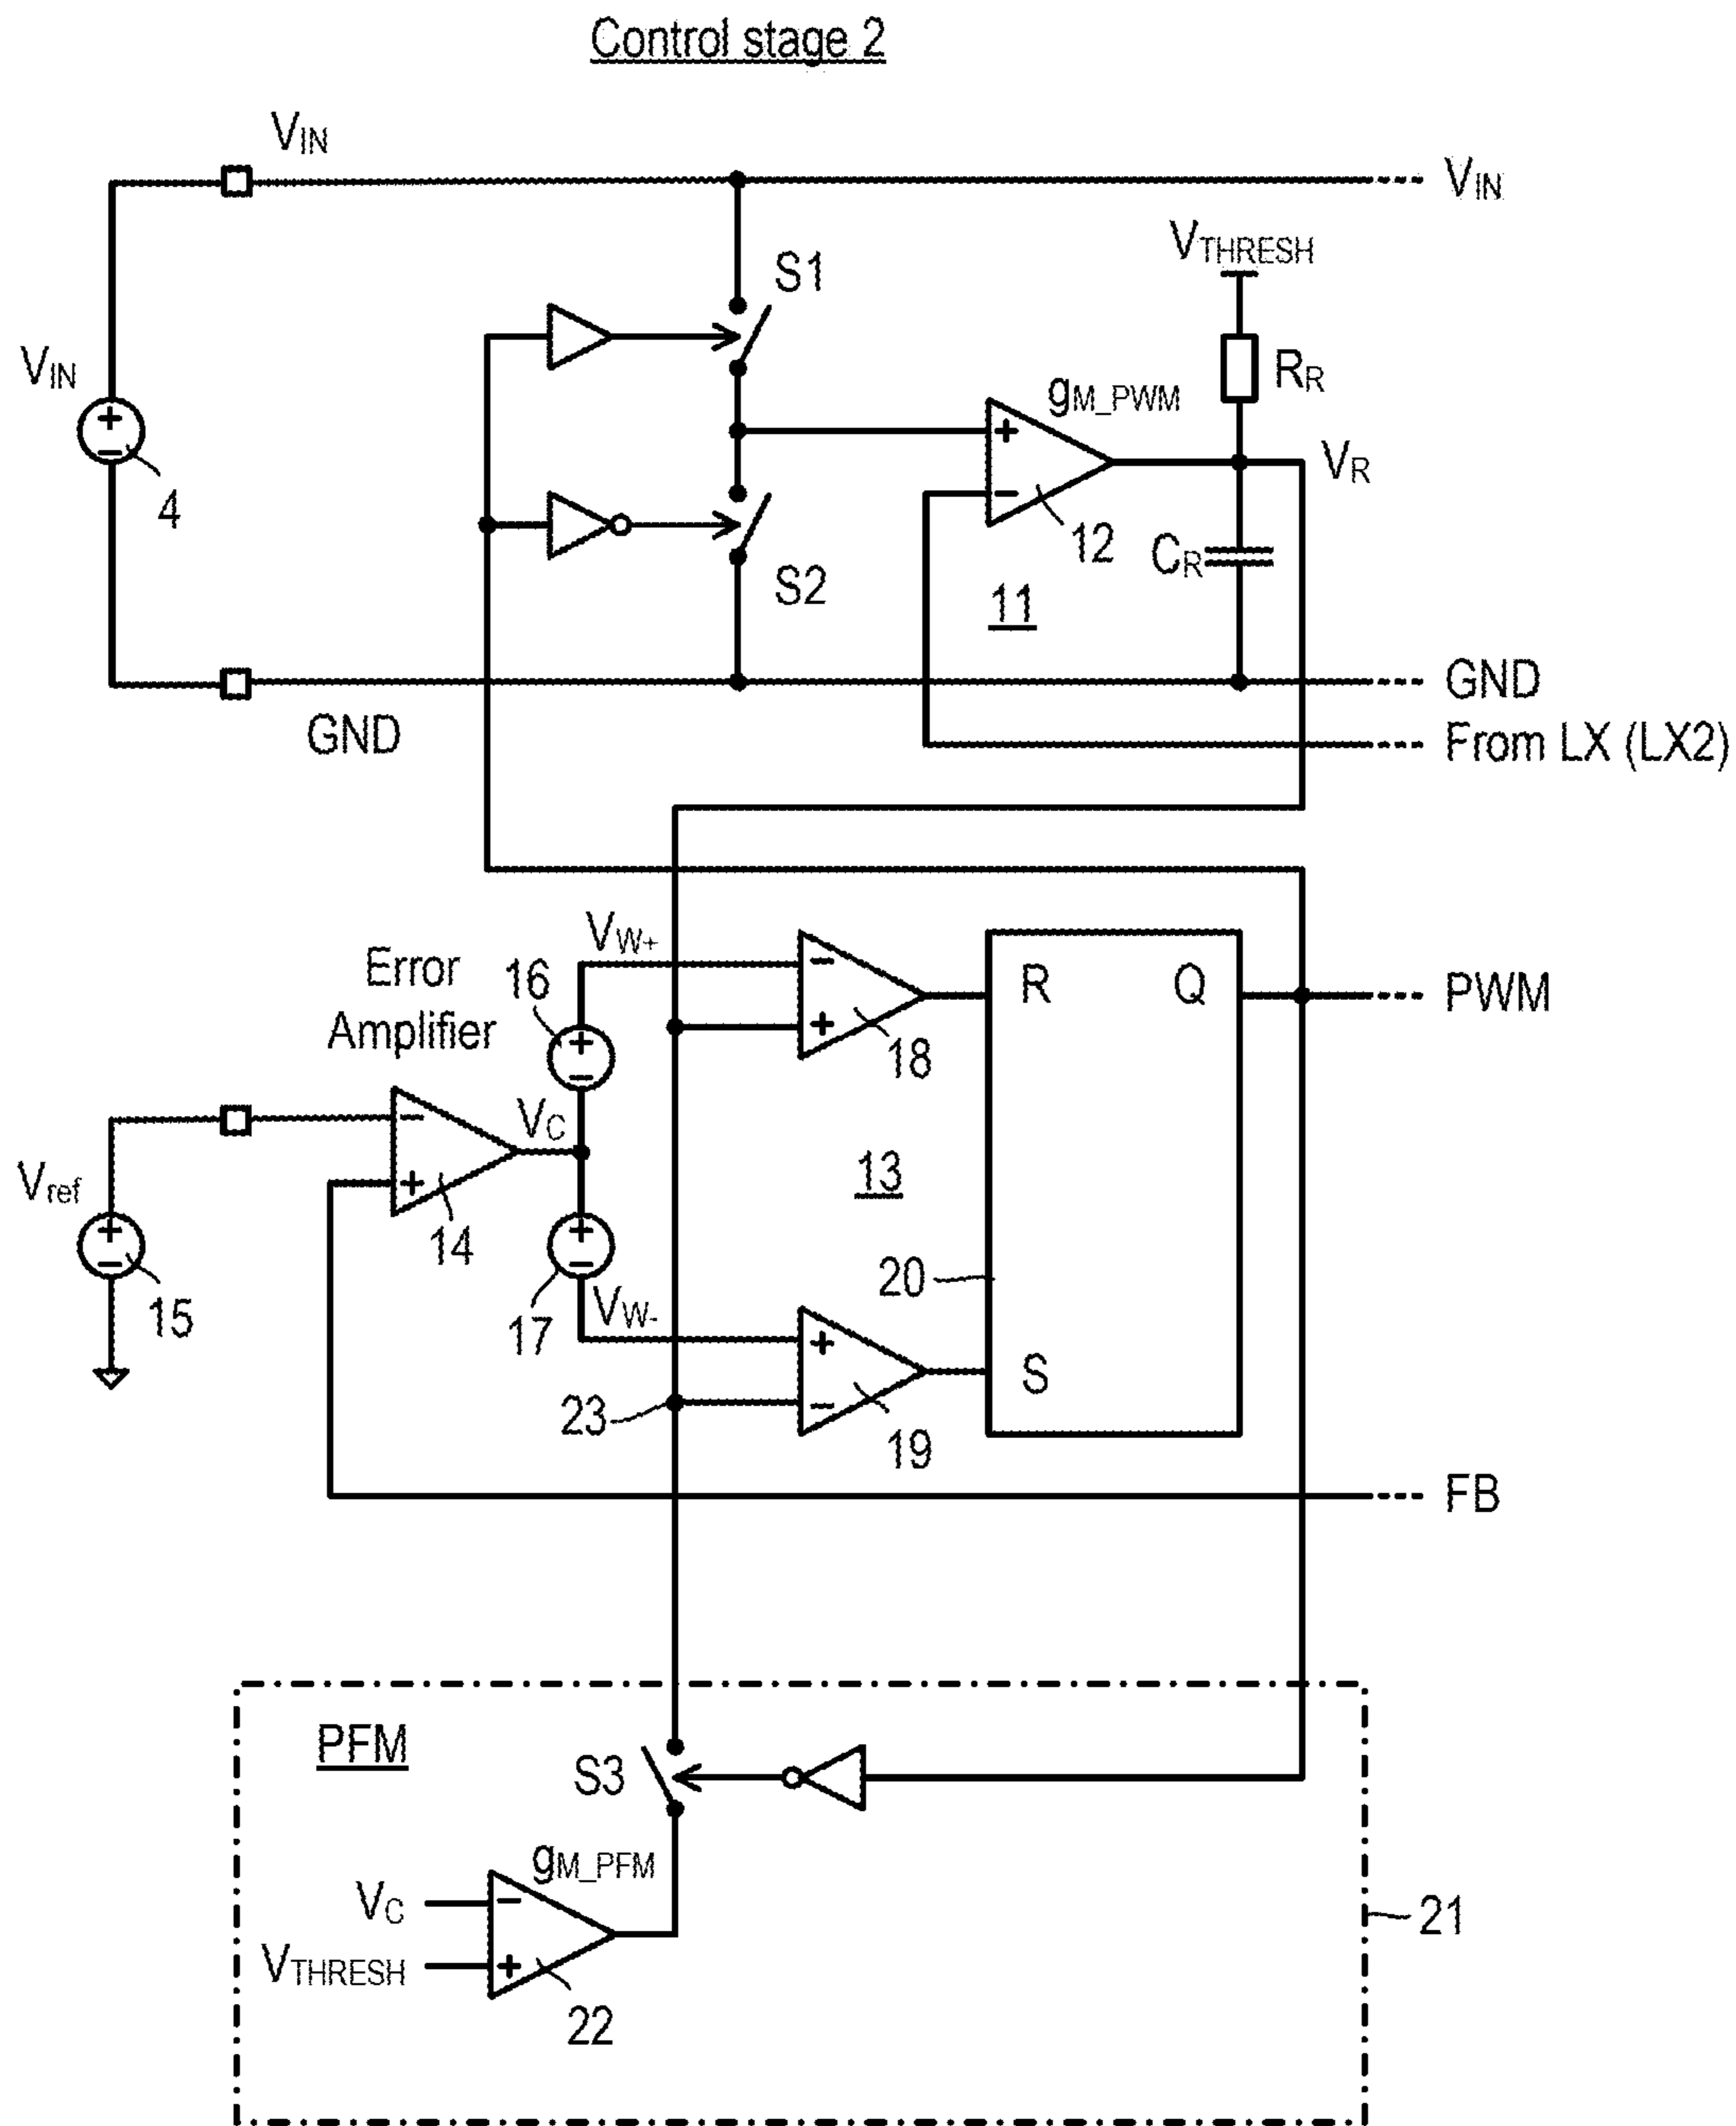 Control stage 2
VIN
VIN
VTHRESH
S1
RR
VIN
gM_PWM
+
+
VR
−
−
4
12
CR
S2
11
GND
GND
From LX (LX2)
VW+
Error
Amplifier
16
−
R
Q
PWM
+
+
18
−
−
VC
Vref
+
13
+
14
+
−
20
−
15
17
VW-
+
S
23
−
19
FB
PFM
S3
gM_PFM
VC
−
21
VTHRESH
+
22